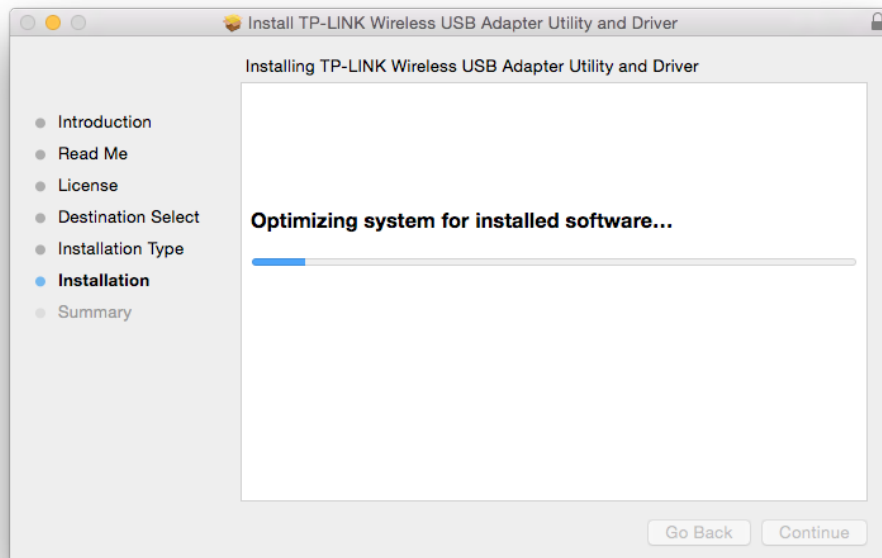 Install TP-LINK Wireless USB Adapter Utility and Driver
Installing TP-LINK Wireless USB Adapter Utility and Driver
Introduction
Read Me
License
Destination Select
Installation Type
Installation
Summary
Optimizing system for installed software...
Go Back
Continue